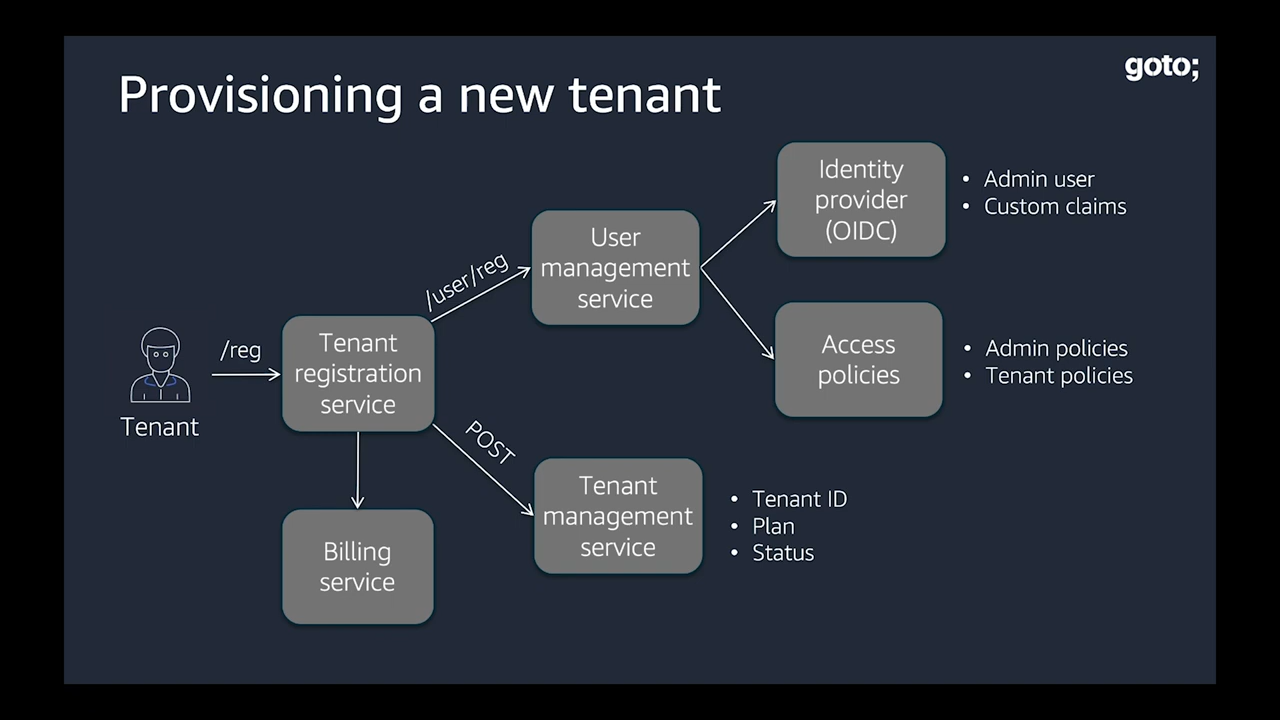 goto;
Provisioning a new tenant
Identity
provider
(OIDC)
• Admin user
• Custom claims
User
management
service
/user/reg
Access
policies
• Admin policies
• Tenant policies
/reg
Tenant
Tenant
registration
service
POST
Tenant
management
service
• Tenant ID
• Plan
• Status
Billing
service